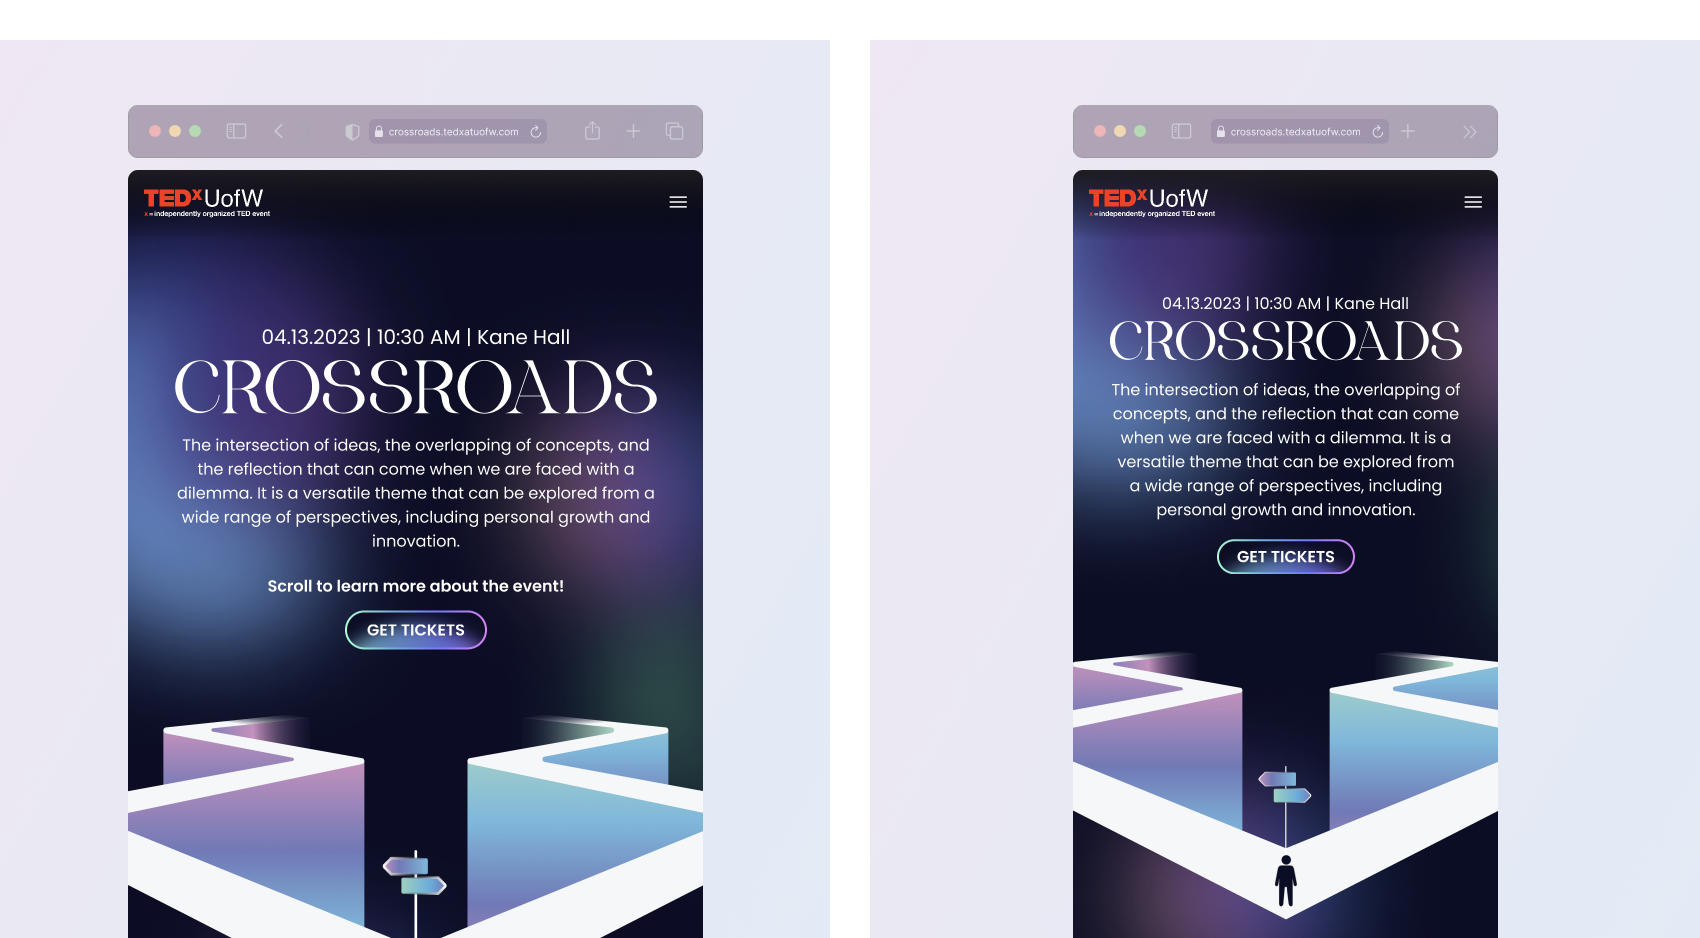 crossroads.tedxatuofw.com
TEDxUofW
x = independently organized TED event
04.13.2023 | 10:30 AM | Kane Hall
CROSSROADS
The intersection of ideas, the overlapping of concepts, and
the reflection that can come when we are faced with a
dilemma. It is a versatile theme that can be explored from a
wide range of perspectives, including personal growth and
innovation.
Scroll to learn more about the event!
GET TICKETS
crossroads.tedxatuofw.com
TEDxUofW
x = independently organized TED event
04.13.2023 | 10:30 AM | Kane Hall
CROSSROADS
The intersection of ideas, the overlapping of
concepts, and the reflection that can come
when we are faced with a dilemma. It is a
versatile theme that can be explored from
a wide range of perspectives, including
personal growth and innovation.
GET TICKETS